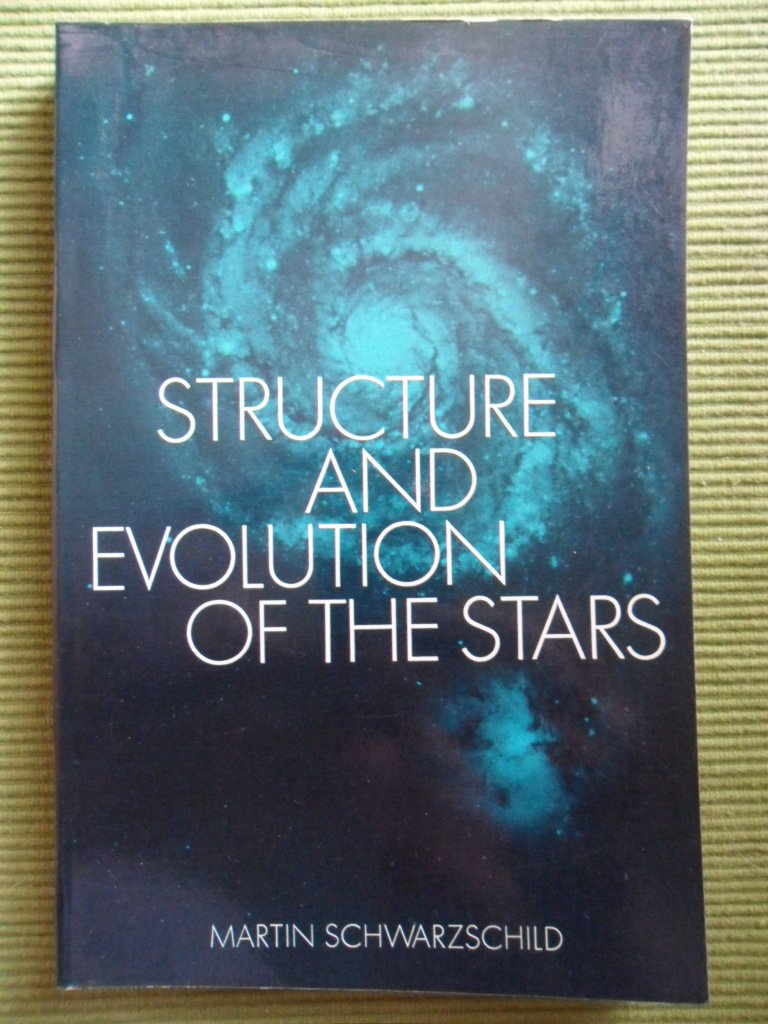 STRUCTURE
AND
EVOLUTION
OF THE STARS
MARTIN SCHWARZSCHILD